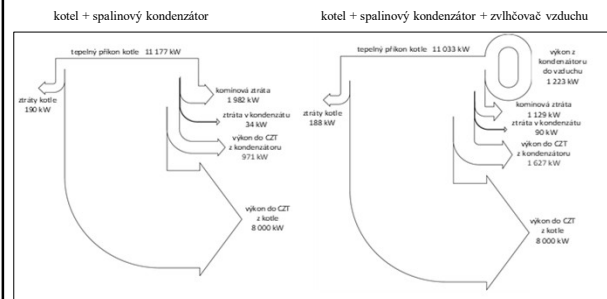 kotel + spalinový kondenzátor
tepelný příkon kotle 11 177 kW
ztráty kotle
190 kW
komínová ztráta
1 982 kW
ztráta v kondenzátu
34 kW
výkon do CZT
z kondenzátoru
971 kW
výkon do CZT
z kotle
8 000 kW
kotel + spalinový kondenzátor + zvlhčovač vzduchu
tepelný příkon kotle 11 033 kW
výkon z
kondenzátoru
do vzduchu
1 223 kW
ztráty kotle
188 kW
komínová ztráta
1 129 kW
ztráta v kondenzátu
90 kW
výkon do CZT
z kondenzátoru
1 627 kW
výkon do CZT
z kotle
8 000 kW